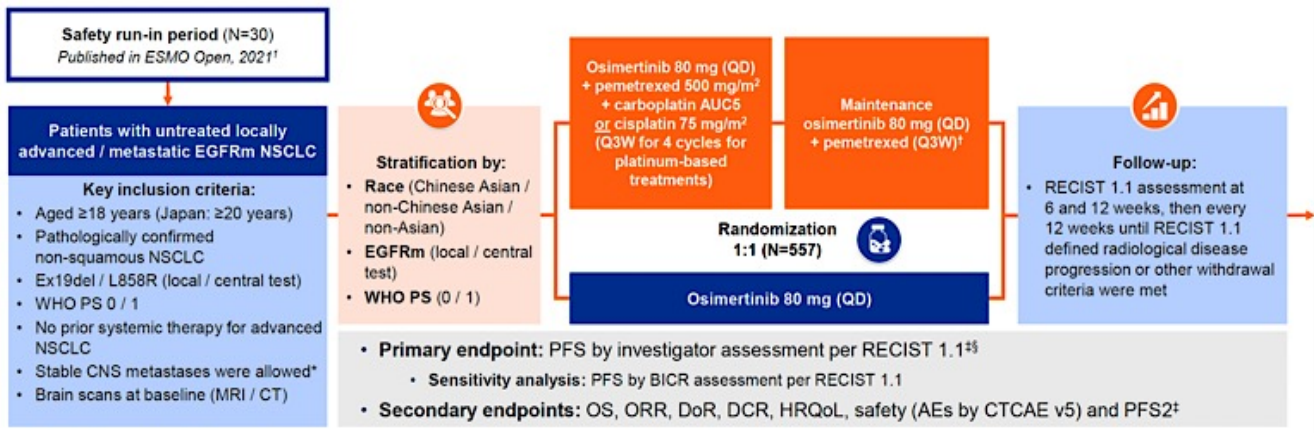 Safety run-in period (N=30)
Published in ESMO Open, 2021¹
Patients with untreated locally
advanced / metastatic EGFRm NSCLC
Key inclusion criteria:
• Aged ≥18 years (Japan: ≥20 years)
• Pathologically confirmed
non-squamous NSCLC
• Ex19del / L858R (local / central test)
• WHO PS 0 / 1
• No prior systemic therapy for advanced
NSCLC
• Stable CNS metastases were allowed*
• Brain scans at baseline (MRI / CT)
Stratification by:
• Race (Chinese Asian /
non-Chinese Asian /
non-Asian)
• EGFRm (local / central
test)
• WHO PS (0 / 1)
Osimertinib 80 mg (QD)
+ pemetrexed 500 mg/m²
+ carboplatin AUC5
or cisplatin 75 mg/m²
(Q3W for 4 cycles for
platinum-based
treatments)
Maintenance
osimertinib 80 mg (QD)
+ pemetrexed (Q3W)†
Randomization
1:1 (N=557)
Osimertinib 80 mg (QD)
Follow-up:
• RECIST 1.1 assessment at
6 and 12 weeks, then every
12 weeks until RECIST 1.1
defined radiological disease
progression or other withdrawal
criteria were met
• Primary endpoint: PFS by investigator assessment per RECIST 1.1‡§
• Sensitivity analysis: PFS by BICR assessment per RECIST 1.1
• Secondary endpoints: OS, ORR, DoR, DCR, HRQoL, safety (AEs by CTCAE v5) and PFS2‡